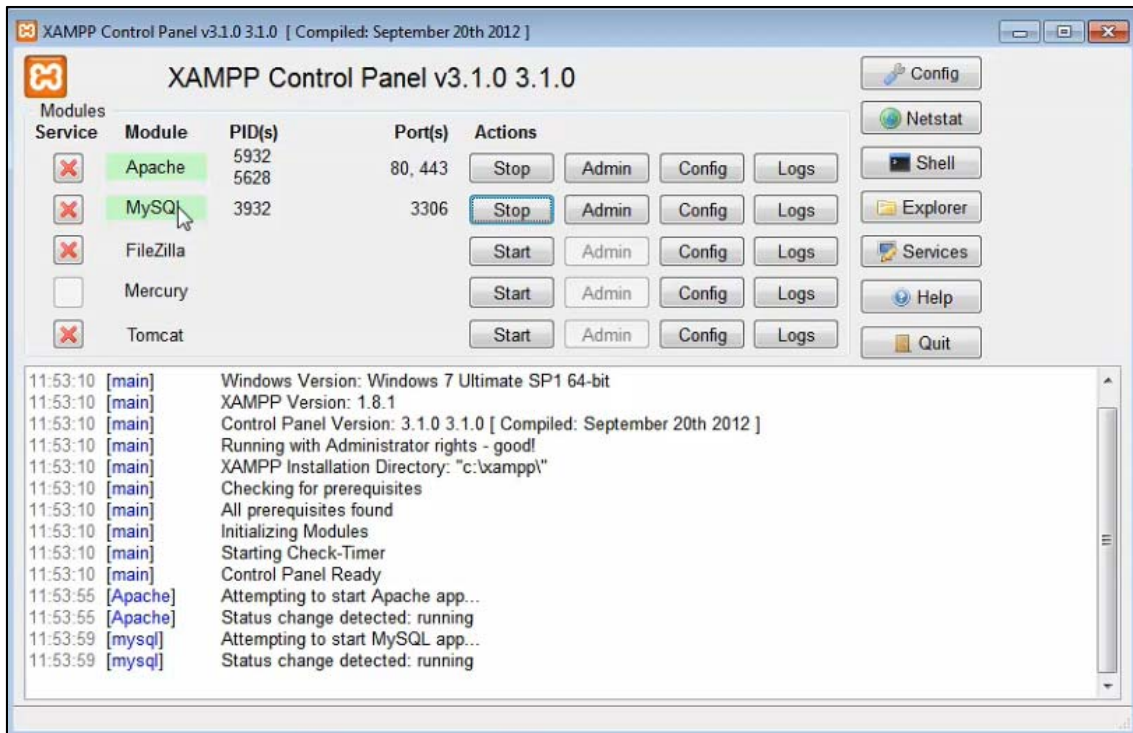 XAMPP Control Panel v3.1.0 3.1.0 [ Compiled: September 20th 2012 ]
XAMPP Control Panel v3.1.0 3.1.0
Config
Modules
Service Module PID(s) Port(s) Actions
Netstat
Apache 5932 5628 80, 443 Stop Admin Config Logs
Shell
MySQL 3932 3306 Stop Admin Config Logs
Explorer
FileZilla Start Admin Config Logs
Services
Mercury Start Admin Config Logs
Help
Tomcat Start Admin Config Logs
Quit
11:53:10 [main] Windows Version: Windows 7 Ultimate SP1 64-bit
11:53:10 [main] XAMPP Version: 1.8.1
11:53:10 [main] Control Panel Version: 3.1.0 3.1.0 [ Compiled: September 20th 2012 ]
11:53:10 [main] Running with Administrator rights - good!
11:53:10 [main] XAMPP Installation Directory: "c:\xampp\"
11:53:10 [main] Checking for prerequisites
11:53:10 [main] All prerequisites found
11:53:10 [main] Initializing Modules
11:53:10 [main] Starting Check-Timer
11:53:10 [main] Control Panel Ready
11:53:55 [Apache] Attempting to start Apache app...
11:53:55 [Apache] Status change detected: running
11:53:59 [mysql] Attempting to start MySQL app...
11:53:59 [mysql] Status change detected: running